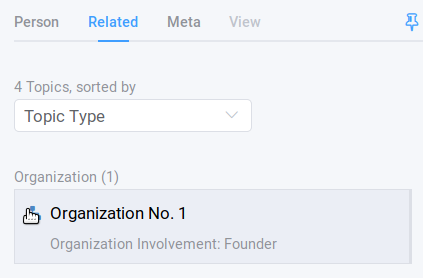 Person Related Meta View
4 Topics, sorted by
Topic Type
Organization (1)
Organization No. 1
Organization Involvement: Founder